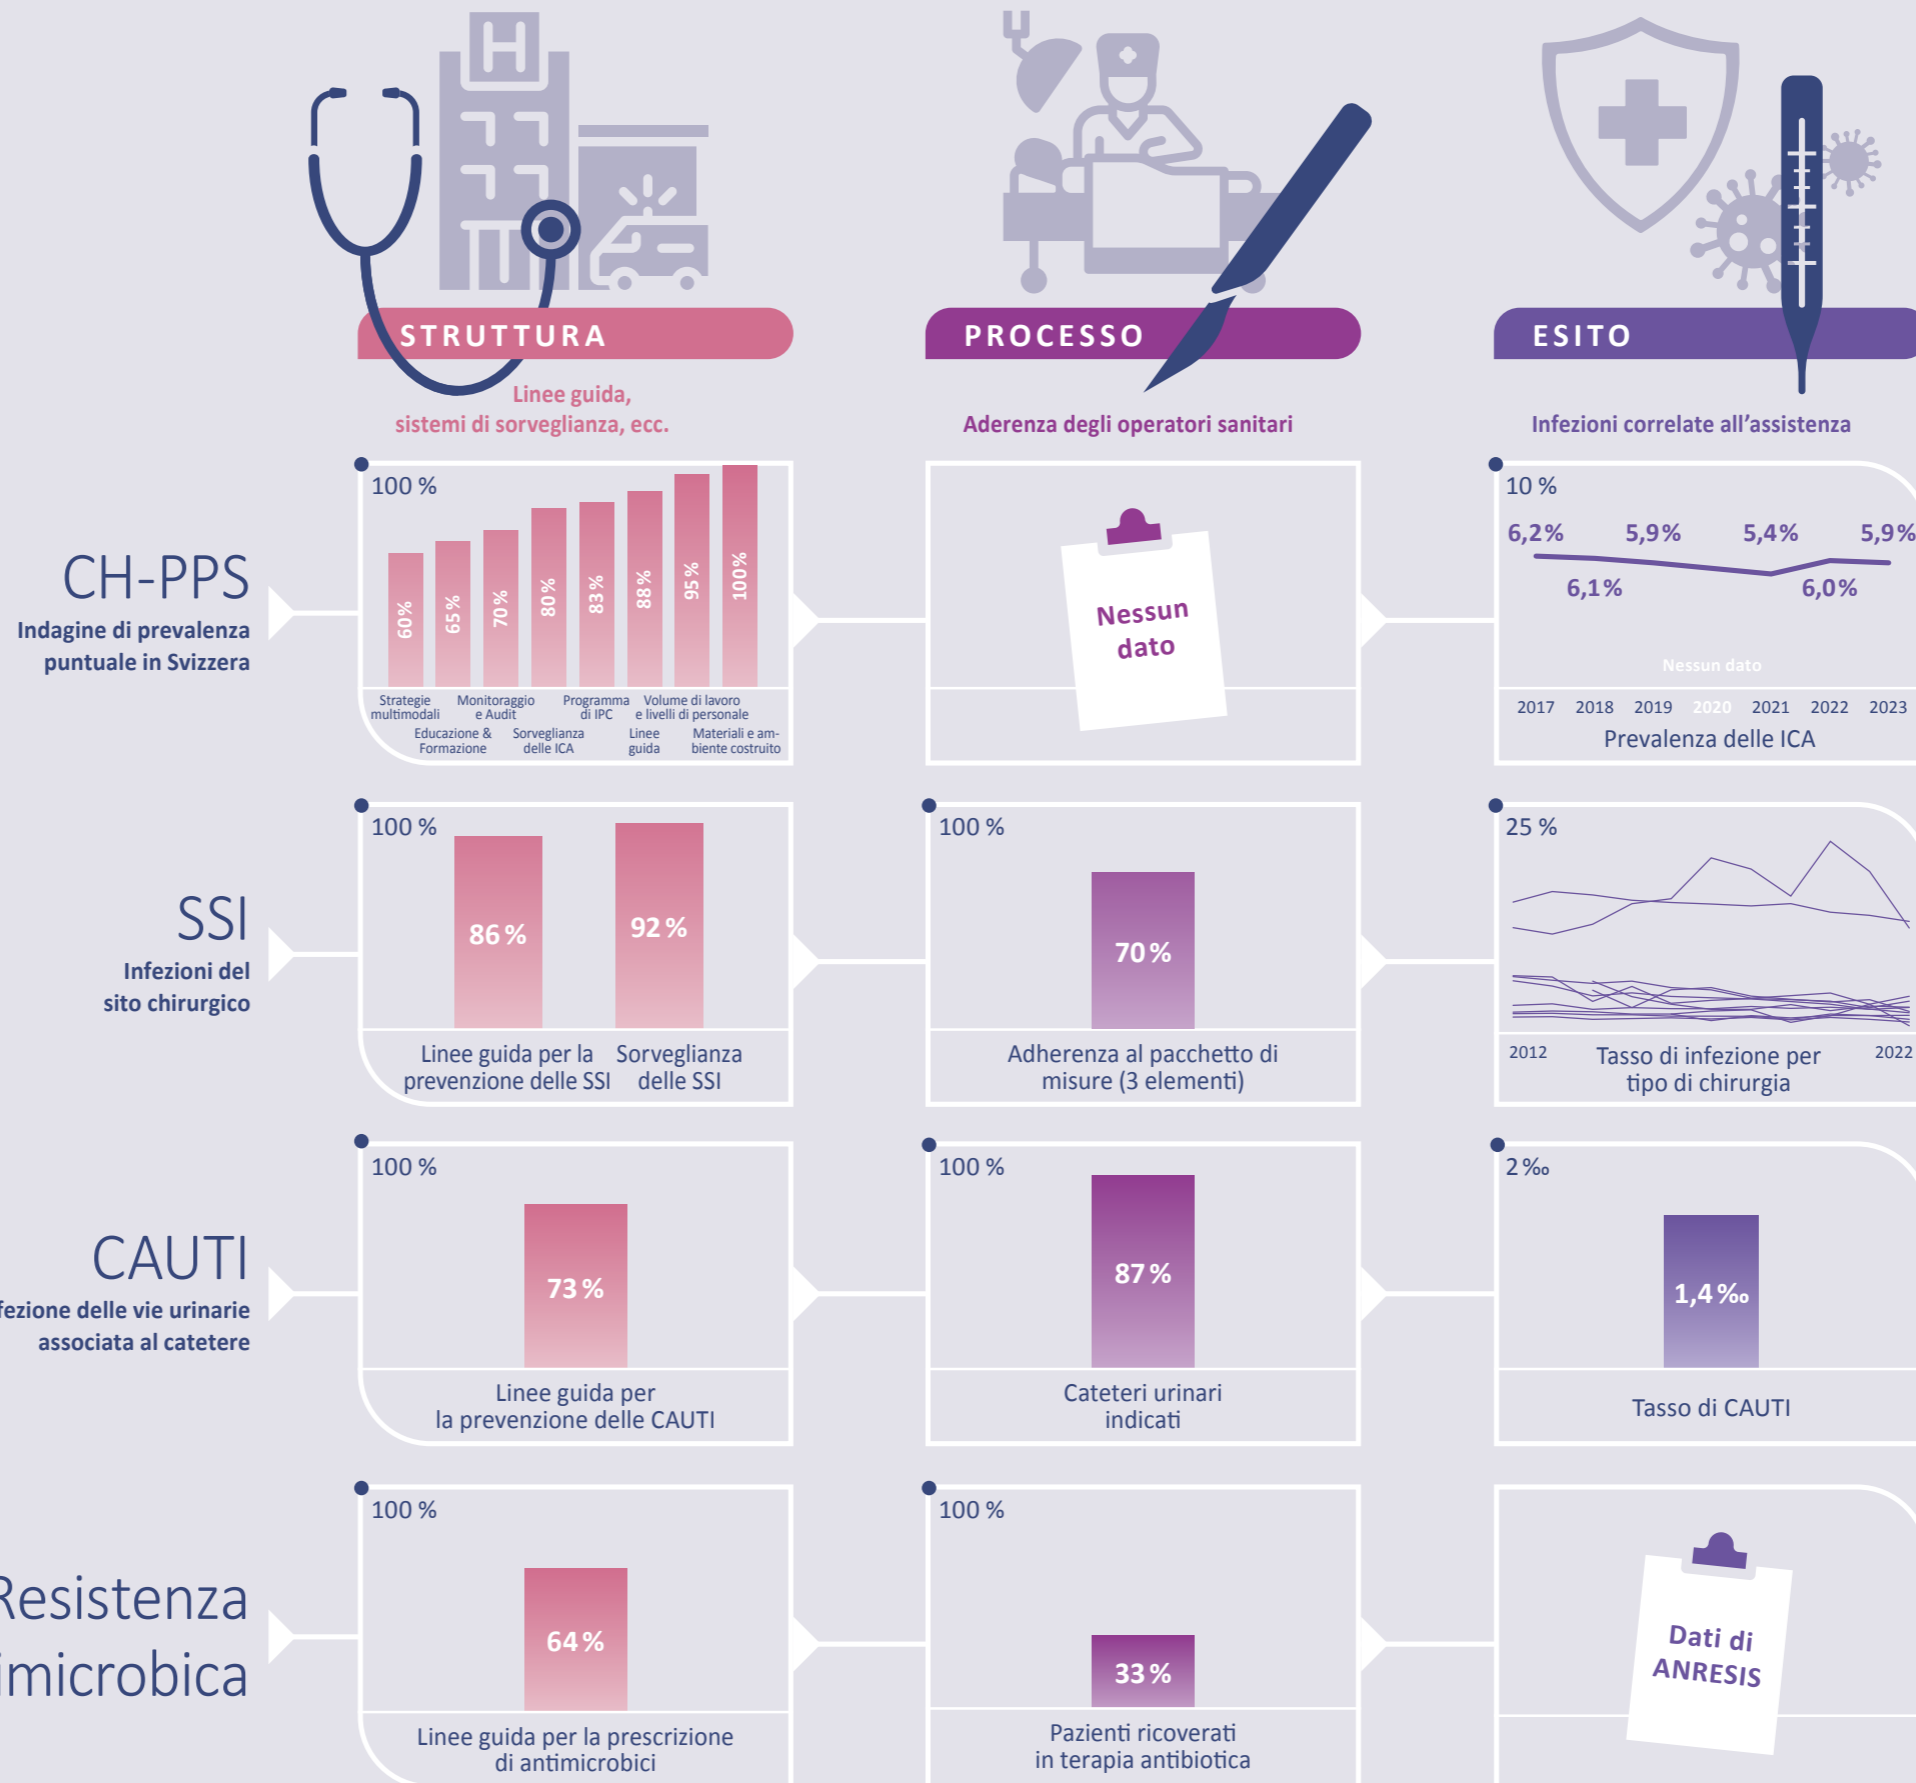 H
STRUTTURA
Linee guida,
sistemi di sorveglianza, ecc.
PROCESSO
Aderenza degli operatori sanitari
ESITO
Infezioni correlate all'assistenza
CH-PPS
Indagine di prevalenza
puntuale in Svizzera
100 %
60%
65%
70%
80%
83%
88%
95%
100%
Strategie
multimodali
Educazione &
Formazione
Monitoraggio
e Audit
Sorveglianza
delle ICA
Programma
di IPC
Linee
guida
Volume di lavoro
e livelli di personale
Materiali e am-
biente costruito
Nessun
dato
10 %
6,2% 5,9% 5,4% 5,9%
6,1% 6,0%
Nessun dato
2017 2018 2019 2020 2021 2022 2023
Prevalenza delle ICA
SSI
Infezioni del
sito chirurgico
100 %
86%
92%
Linee guida per la
prevenzione delle SSI
Sorveglianza
delle SSI
100 %
70%
Adherenza al pacchetto di
misure (3 elementi)
25 %
2012 2022
Tasso di infezione per
tipo di chirurgia
CAUTI
fezione delle vie urinarie
associata al catetere
100 %
73%
Linee guida per
la prevenzione delle CAUTI
100 %
87%
Cateteri urinari
indicati
2‰
1,4‰
Tasso di CAUTI
Resistenza
imicrobica
100 %
64%
Linee guida per la prescrizione
di antimicrobici
100 %
33%
Pazienti ricoverati
in terapia antibiotica
Dati di
ANRESIS